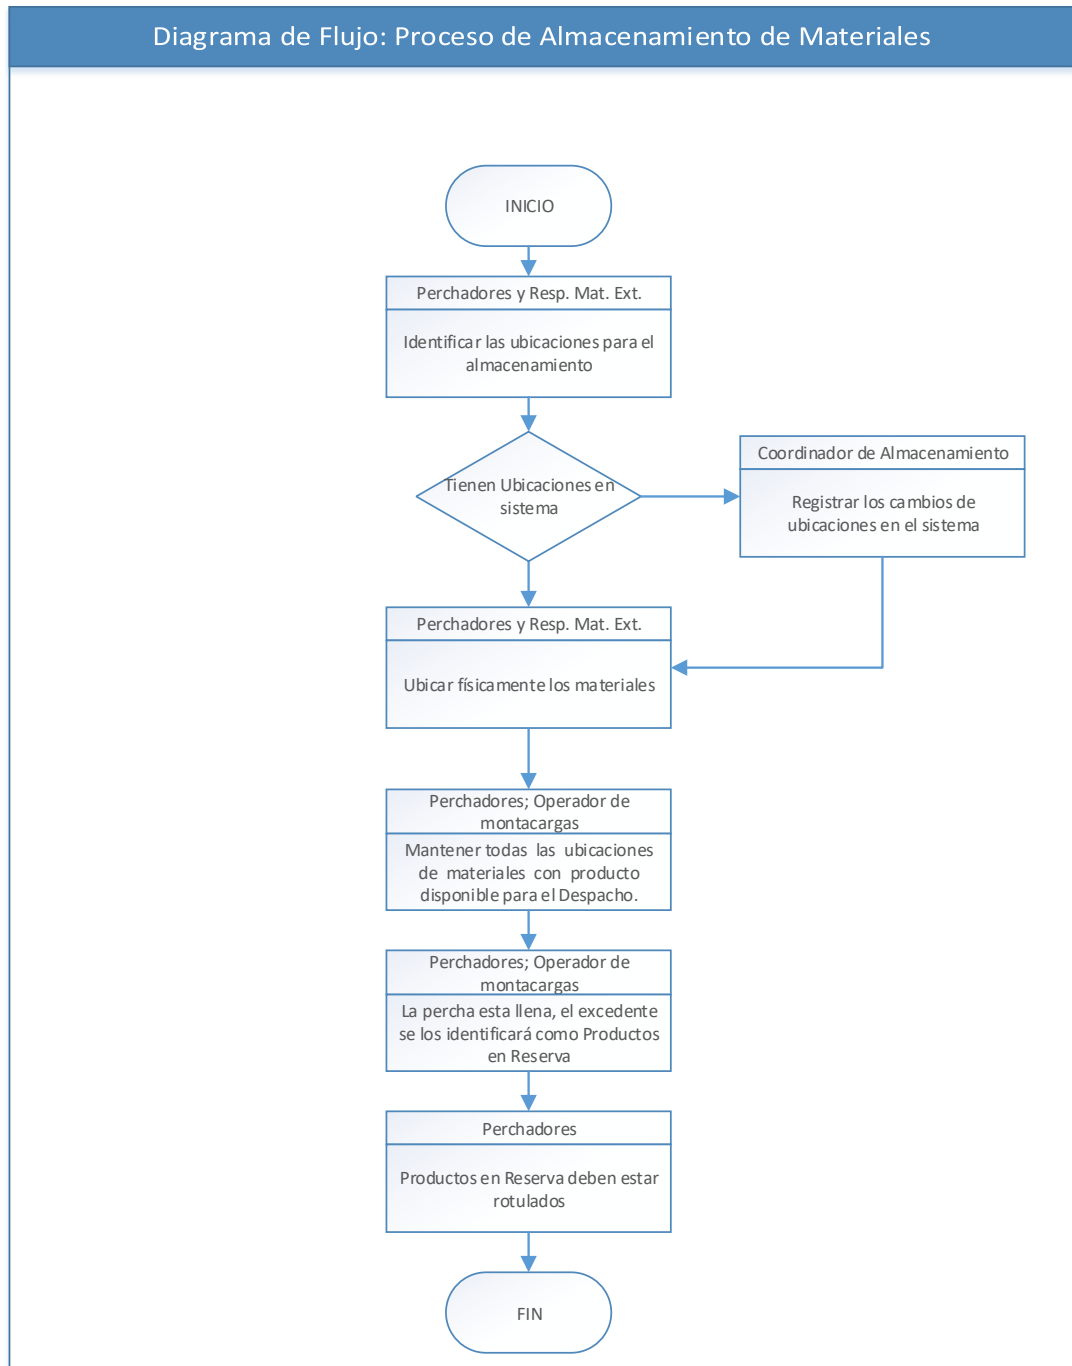 Diagrama de Flujo: Proceso de Almacenamiento de Materiales
INICIO
Perchadores y Resp. Mat. Ext.
Identificar las ubicaciones para el
almacenamiento
Tienen Ubicaciones en
sistema
Coordinador de Almacenamiento
Registrar los cambios de
ubicaciones en el sistema
Perchadores y Resp. Mat. Ext.
Ubicar físicamente los materiales
Perchadores; Operador de
montacargas
Mantener todas las ubicaciones
de materiales con producto
disponible para el Despacho.
Perchadores; Operador de
montacargas
La percha esta llena, el excedente
se los identificará como Productos
en Reserva
Perchadores
Productos en Reserva deben estar
rotulados
FIN